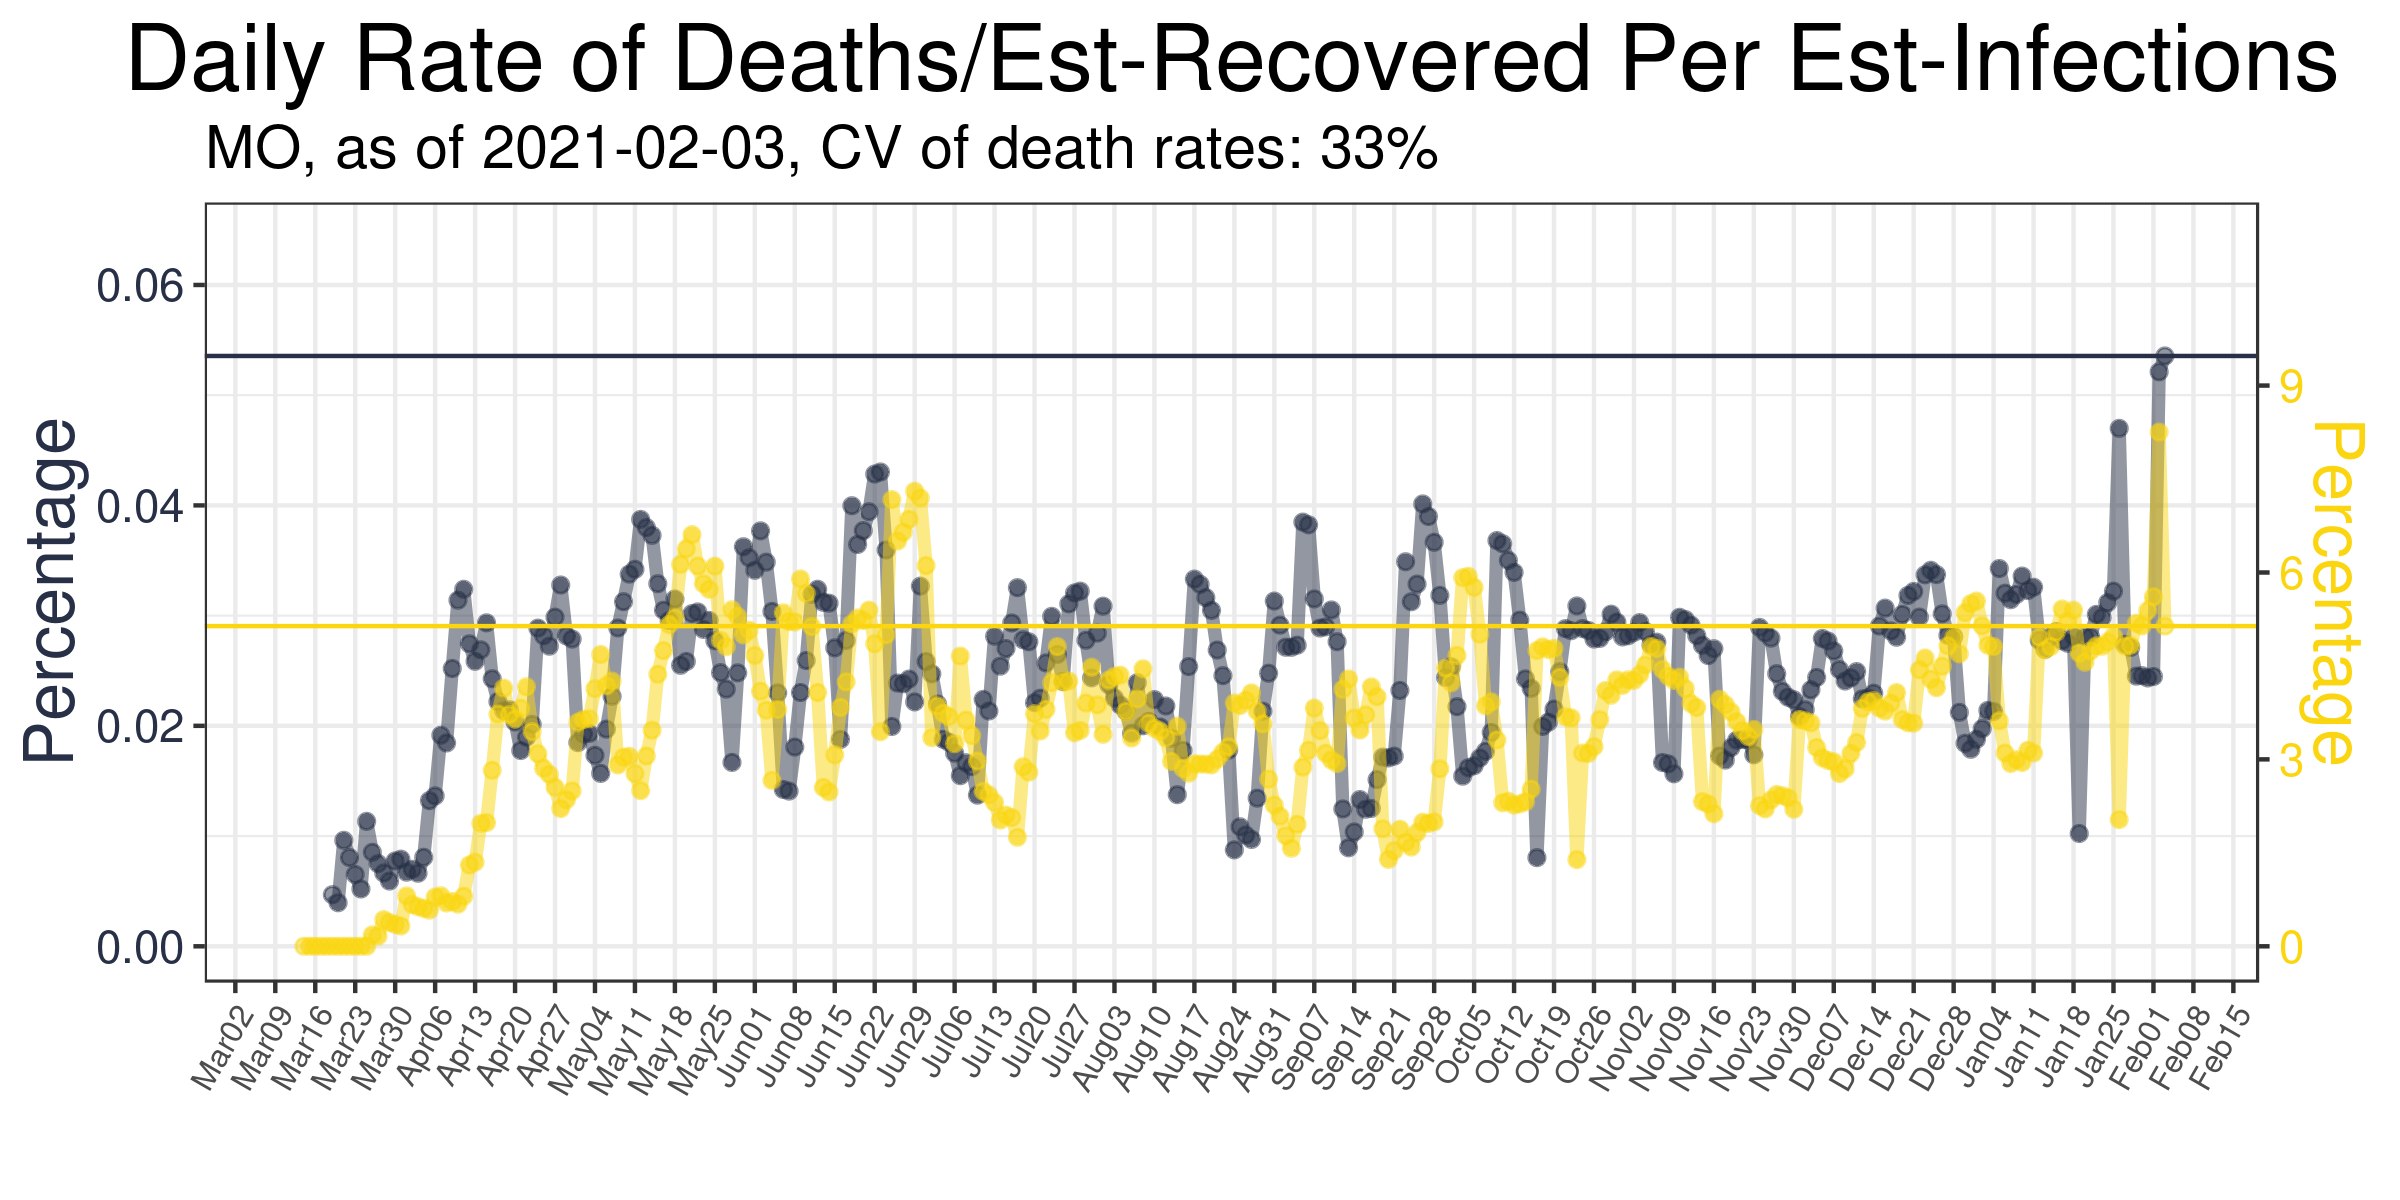 Daily Rate of Deaths/Est-Recovered Per Est-Infections
MO, as of 2021-02-03, CV of death rates: 33%
Percentage
0.06
0.04
0.02
0.00
9
6
3
0
Percentage
Mar02 Mar09 Mar16 Mar23 Mar30 Apr06 Apr13 Apr20 Apr27 May04 May11 May18 May25 Jun01 Jun08 Jun15 Jun22 Jun29 Jul06 Jul13 Jul20 Jul27 Aug03 Aug10 Aug17 Aug24 Aug31 Sep07 Sep14 Sep21 Sep28 Oct05 Oct12 Oct19 Oct26 Nov02 Nov09 Nov16 Nov23 Nov30 Dec07 Dec14 Dec21 Dec28 Jan04 Jan11 Jan18 Jan25 Feb01 Feb08 Feb15